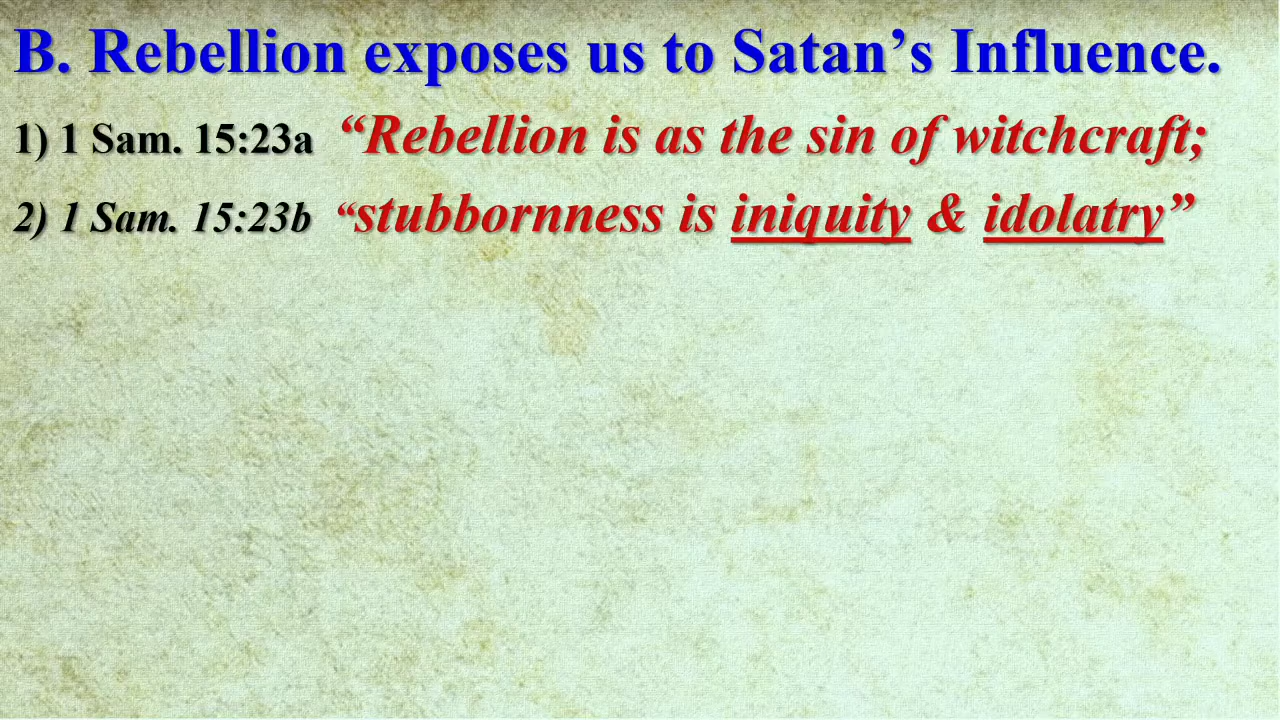 B. Rebellion exposes us to Satan’s Influence.
1) 1 Sam. 15:23a “Rebellion is as the sin of witchcraft;
2) 1 Sam. 15:23b “stubbornness is iniquity & idolatry”